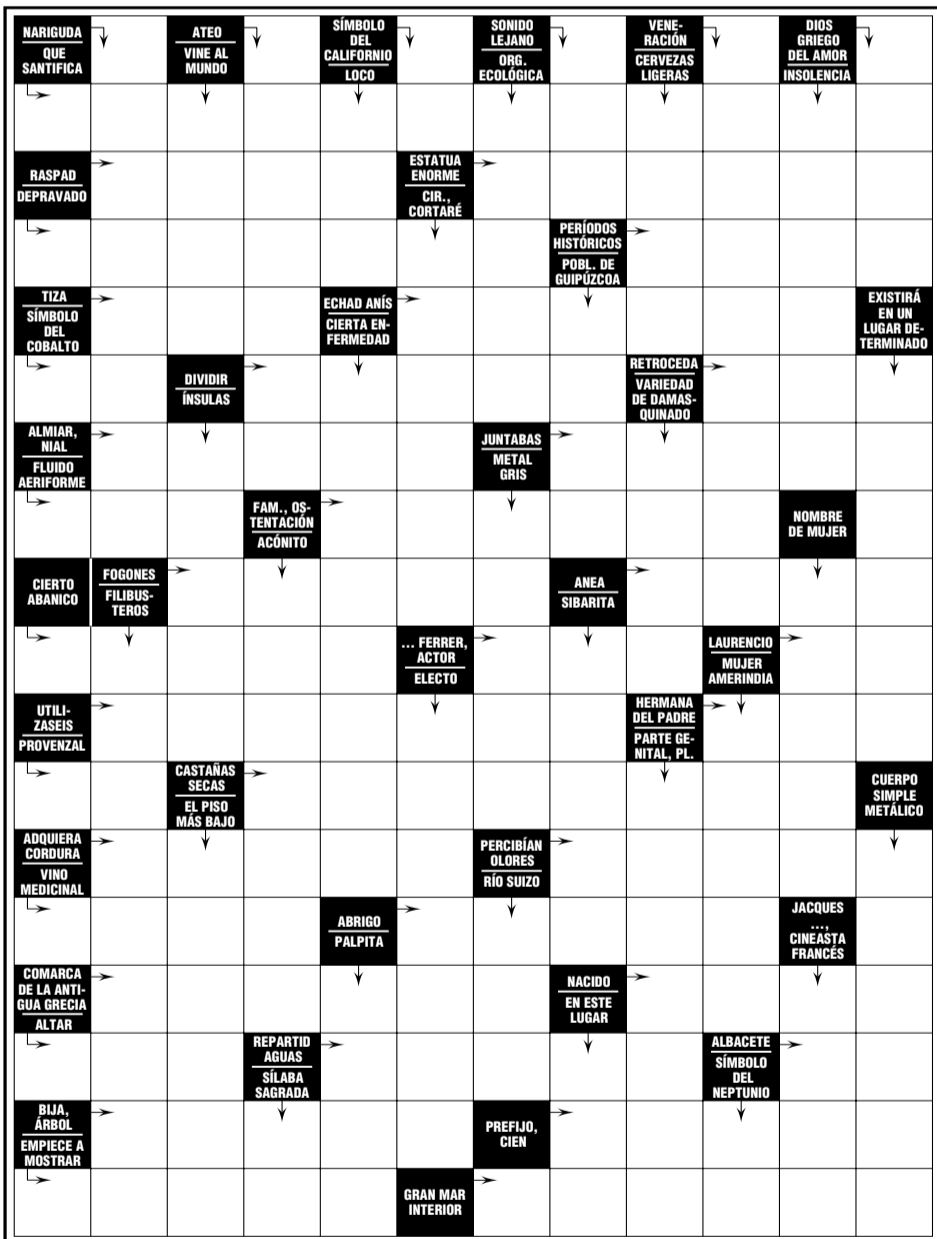 NARIGUDA
QUE
SANTIFICA
ATEO
VINE AL
MUNDO
SÍMBOLO
DEL
CALIFORNIO
LOCO
SONIDO
LEJANO
ORG.
ECOLÓGICA
VENE-
RACIÓN
CERVEZAS
LIGERAS
DIOS
GRIEGO
DEL AMOR
INSOLENCIA
RASPAD
DEPRAVADO
ESTATUA
ENORME
CIR.,
CORTARÉ
PERÍODOS
HISTÓRICOS
POBL. DE
GUIPÚZCOA
TIZA
SÍMBOLO
DEL
COBALTO
ECHAD ANÍS
CIERTA EN-
FERMEDAD
EXISTIRÁ
EN UN
LUGAR DE-
TERMINADO
DIVIDIR
ÍNSULAS
RETROCEDA
VARIEDAD
DE DAMAS-
QUINADO
ALMIAR,
NIAL
FLUIDO
AERIFORME
JUNTABAS
METAL
GRIS
FAM., OS-
TENTACIÓN
ACÓNITO
NOMBRE
DE MUJER
CIERTO
ABANICO
FOGONES
FILIBUS-
TEROS
ANEA
SIBARITA
... FERRER,
ACTOR
ELECTO
LAURENCIO
MUJER
AMERINDIA
UTILI-
ZASEIS
PROVENZAL
HERMANA
DEL PADRE
PARTE GE-
NITAL, PL.
CASTAÑAS
SECAS
EL PISO
MÁS BAJO
CUERPO
SIMPLE
METÁLICO
ADQUIERA
CORDURA
VINO
MEDICINAL
PERCIBÍAN
OLORES
RÍO SUIZO
ABRIGO
PALPITA
JACQUES
...,
CINEASTA
FRANCÉS
COMARCA
DE LA ANTI-
GUA GRECIA
ALTAR
NACIDO
EN ESTE
LUGAR
REPARTID
AGUAS
SÍLABA
SAGRADA
ALBACETE
SÍMBOLO
DEL
NEPTUNIO
BIJA,
ÁRBOL
EMPIECE A
MOSTRAR
PREFIJO,
CIEN
GRAN MAR
INTERIOR